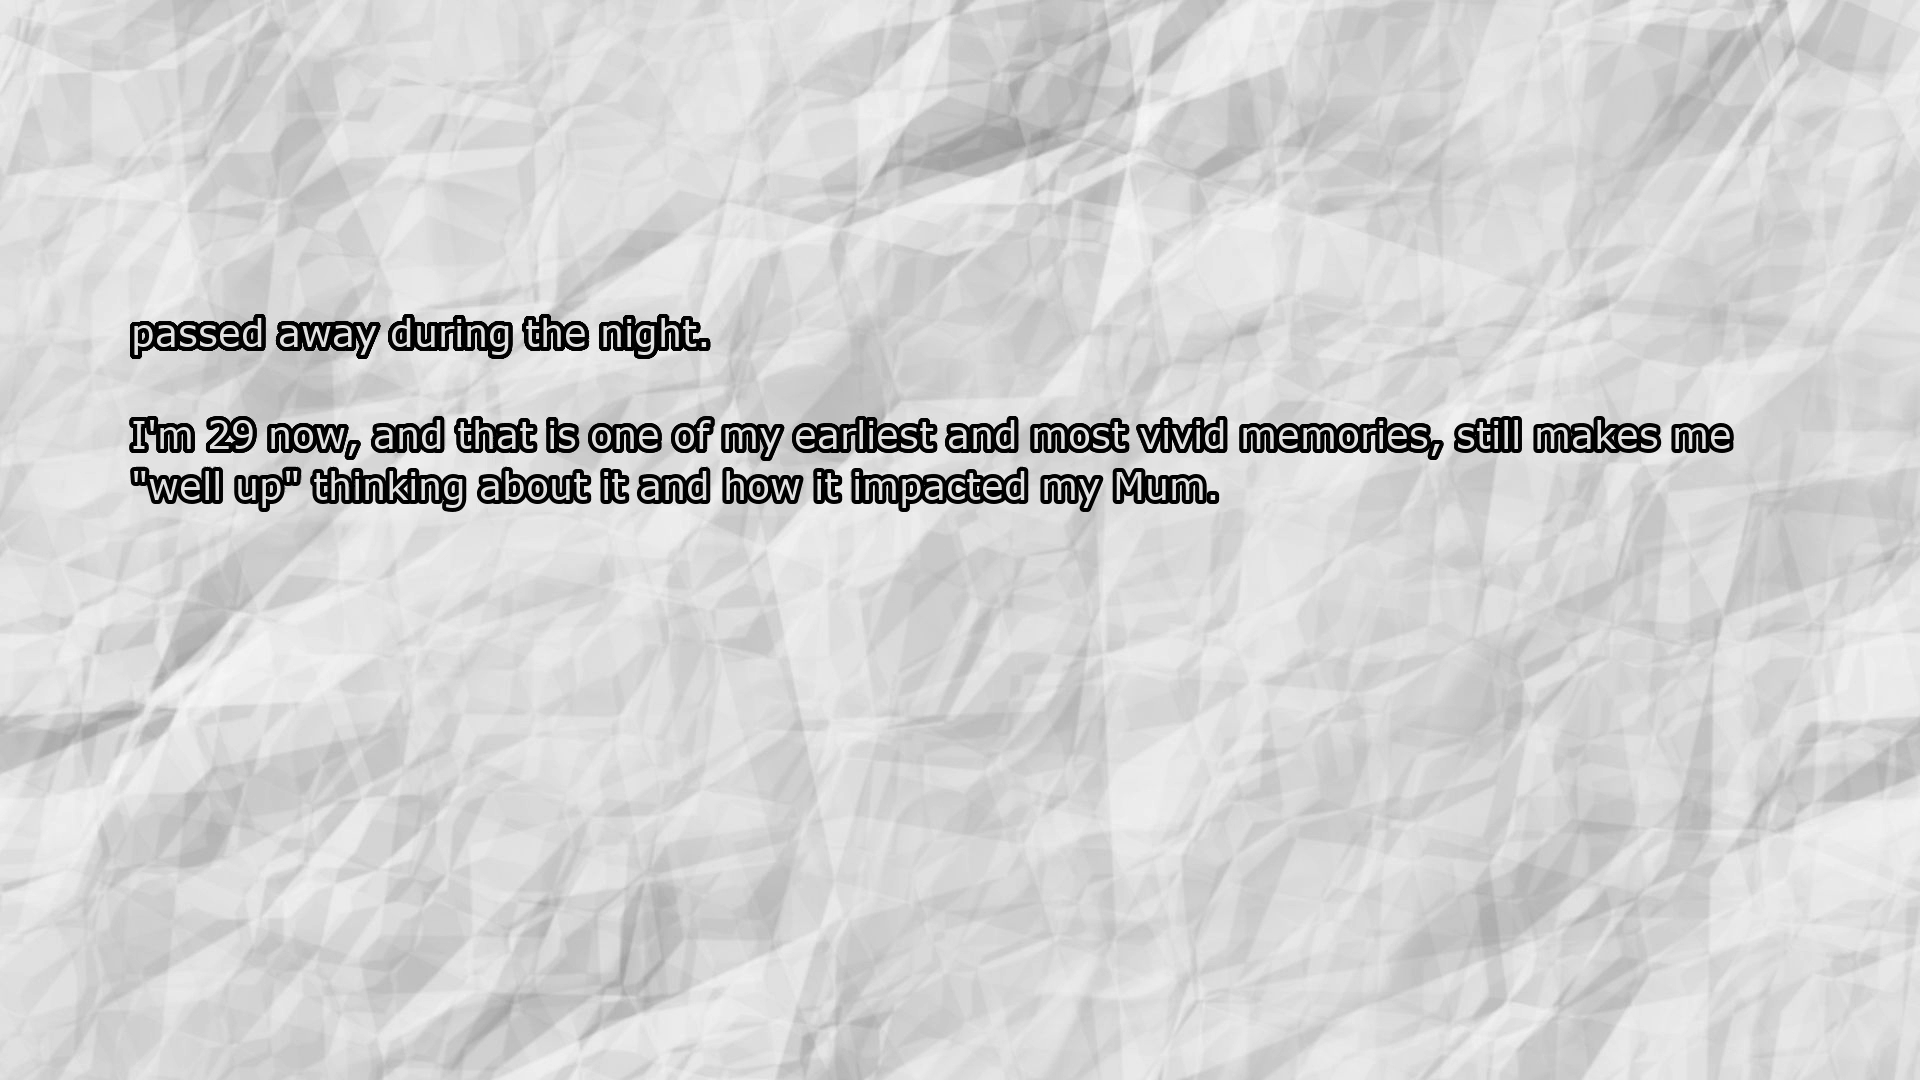 passed away during the night.
I'm 29 now, and that is one of my earliest and most vivid memories, still makes me
"well up" thinking about it and how it impacted my Mum.